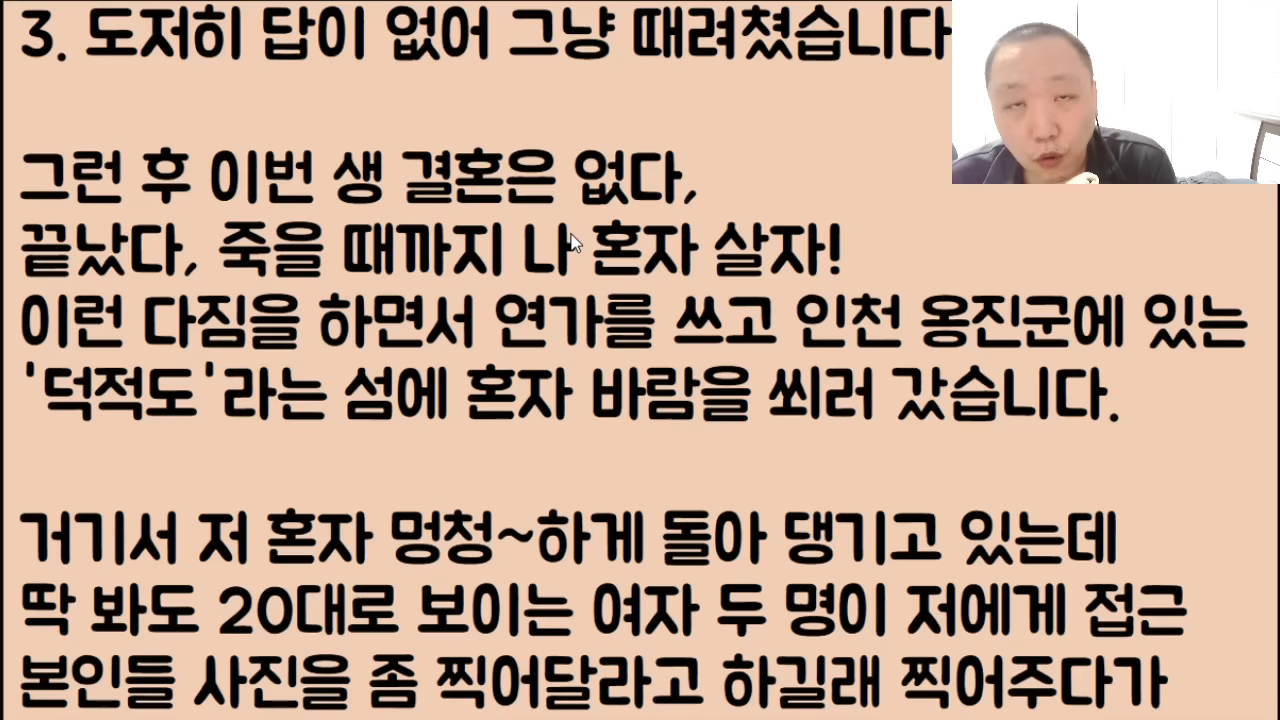 3. 도저히 답이 없어 그냥 때려쳤습니다
그런 후 이번 생 결혼은 없다,
끝났다, 죽을 때까지 나 혼자 살자!
이런 다짐을 하면서 연가를 쓰고 인천 옹진군에 있는
'덕적도'라는 섬에 혼자 바람을 쐬러 갔습니다.
거기서 저 혼자 멍청~하게 돌아 댕기고 있는데
딱 봐도 20대로 보이는 여자 두 명이 저에게 접근
본인들 사진을 좀 찍어달라고 하길래 찍어주다가